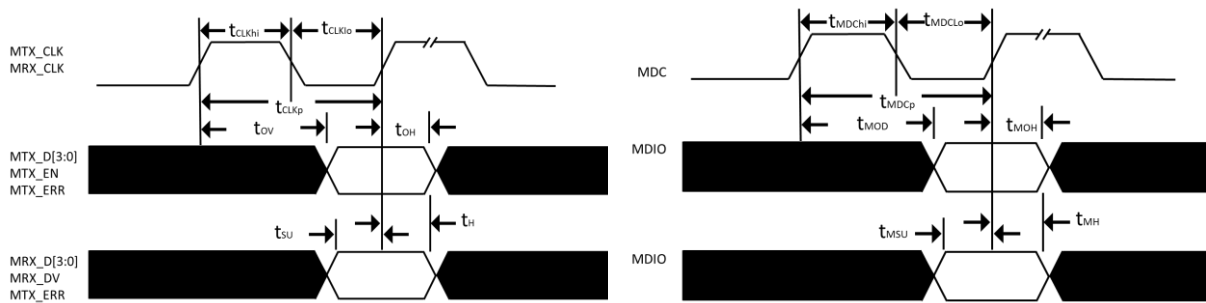 tCLKhi tCLKlo
MTX_CLK
MRX_CLK
tCLKp
tOV tOH
MTX_D[3:0]
MTX_EN
MTX_ERR
tSU tH
MRX_D[3:0]
MRX_DV
MTX_ERR
tMDChi tMDCLo
MDC
tMDCp
tMOD tMOH
MDIO
tMSU tMH
MDIO